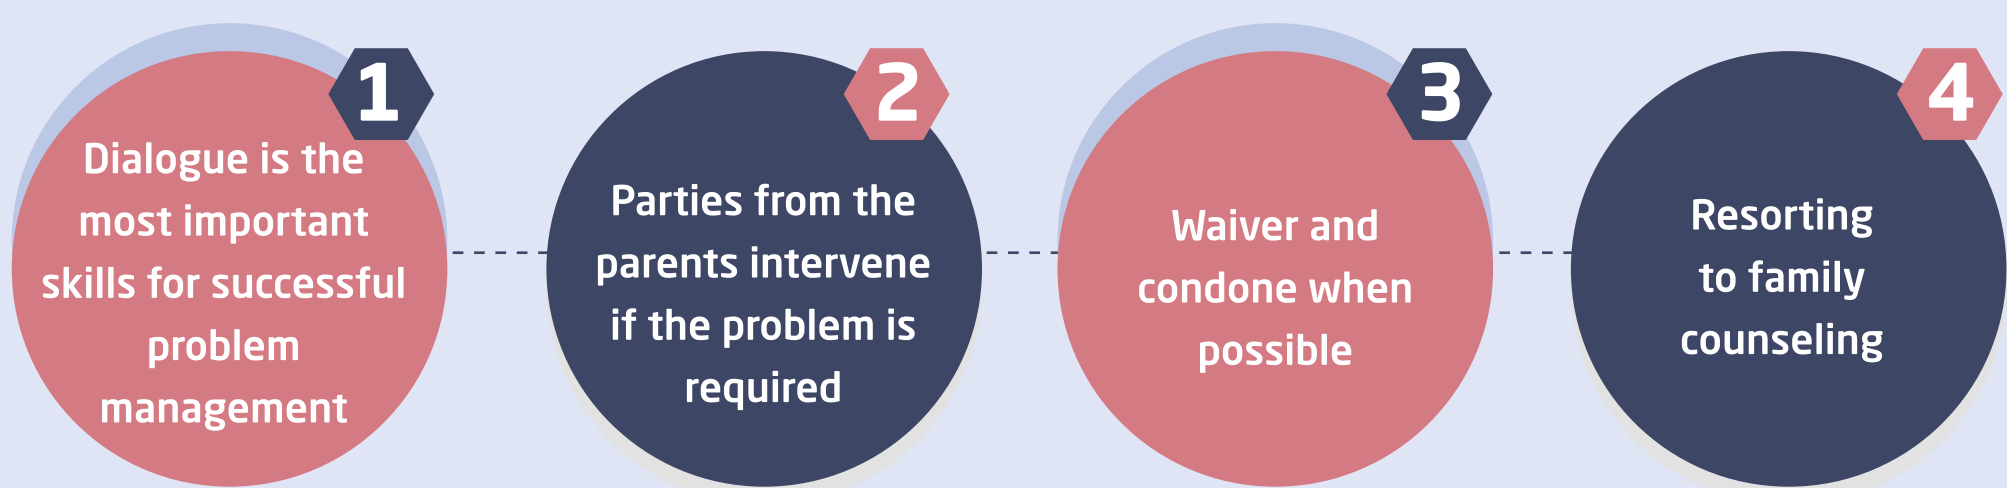 1
Dialogue is the
most important
skills for successful
problem
management
2
Parties from the
parents intervene
if the problem is
required
3
Waiver and
condone when
possible
4
Resorting
to family
counseling